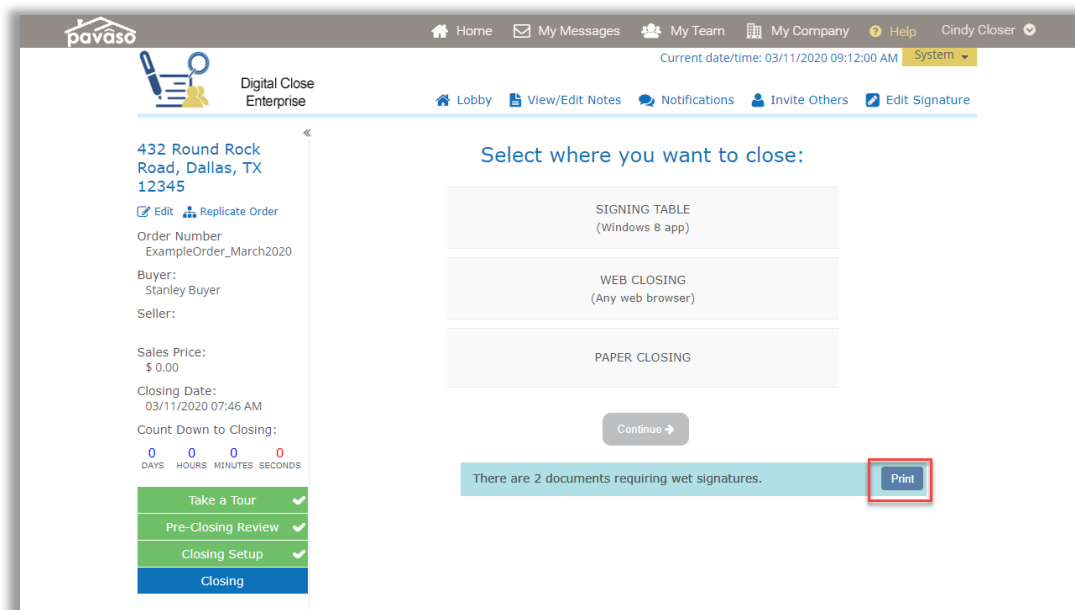 pavaso
Home My Messages My Team My Company ? Help Cindy Closer
Current date/time: 03/11/2020 09:12:00 AM System
Digital Close
Enterprise
Lobby View/Edit Notes Notifications Invite Others Edit Signature
«
432 Round Rock
Road, Dallas, TX
12345
Edit Replicate Order
Order Number
ExampleOrder_March2020
Buyer:
Stanley Buyer
Seller:
Sales Price:
$ 0.00
Closing Date:
03/11/2020 07:46 AM
Count Down to Closing:
0 0 0 0
DAYS HOURS MINUTES SECONDS
Take a Tour
Pre-Closing Review
Closing Setup
Closing
Select where you want to close:
SIGNING TABLE
(Windows 8 app)
WEB CLOSING
(Any web browser)
PAPER CLOSING
Continue
There are 2 documents requiring wet signatures. Print